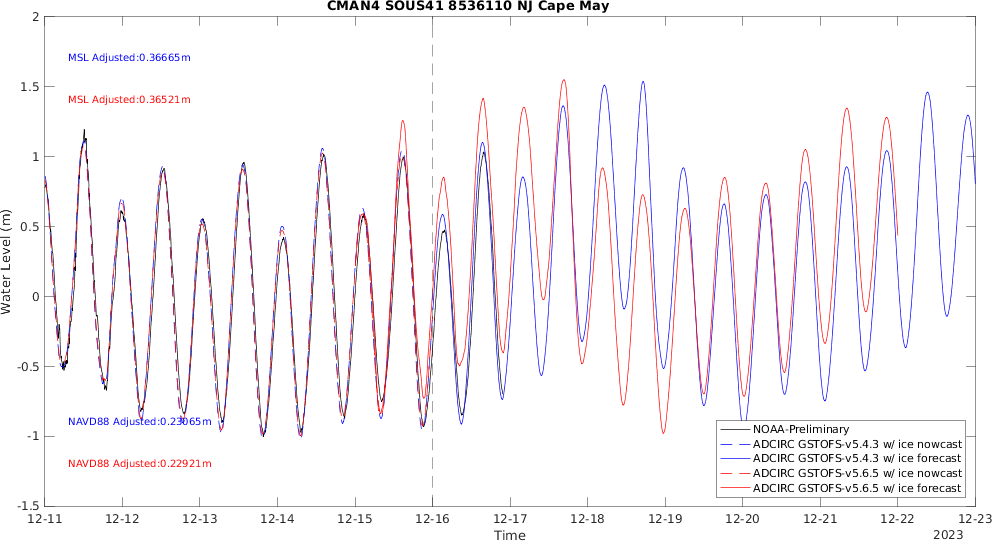 CMAN4 SOUS41 8536110 NJ Cape May
2
1.5
1
0.5
0
-0.5
-1
-1.5
Water Level (m)
MSL Adjusted:0.36665m
MSL Adjusted:0.36521m
NAVD88 Adjusted:0.23065m
NAVD88 Adjusted:0.22921m
NOAA-Preliminary
ADCIRC GSTOFS-v5.4.3 w/ ice nowcast
ADCIRC GSTOFS-v5.4.3 w/ ice forecast
ADCIRC GSTOFS-v5.6.5 w/ ice nowcast
ADCIRC GSTOFS-v5.6.5 w/ ice forecast
12-11 12-12 12-13 12-14 12-15 12-16 12-17 12-18 12-19 12-20 12-21 12-22 12-23
Time
2023